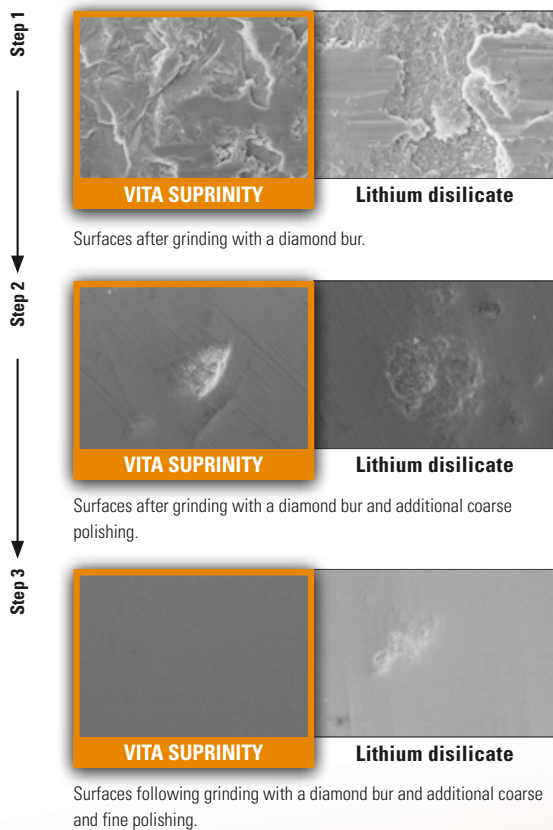 Step 1
VITA SUPRINITY
Lithium disilicate
Surfaces after grinding with a diamond bur.
Step 2
VITA SUPRINITY
Lithium disilicate
Surfaces after grinding with a diamond bur and additional coarse
polishing.
Step 3
VITA SUPRINITY
Lithium disilicate
Surfaces following grinding with a diamond bur and additional coarse
and fine polishing.